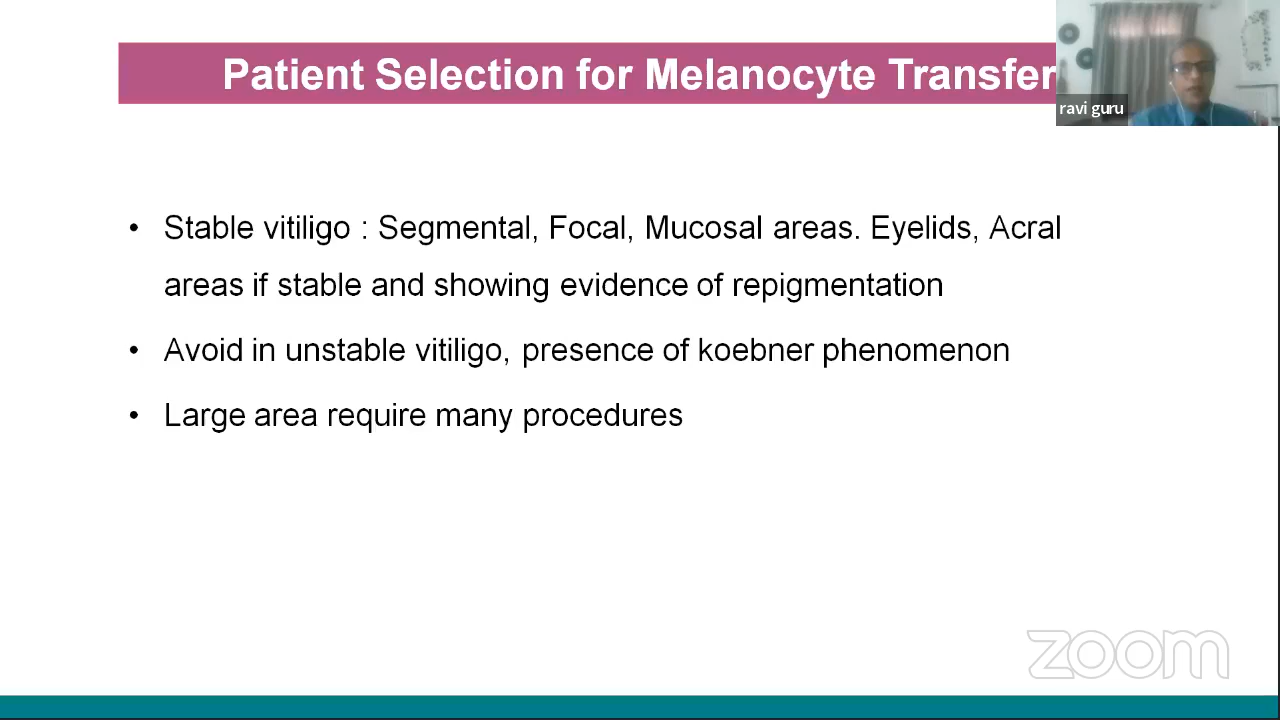 Patient Selection for Melanocyte Transfer
ravi guru
• Stable vitiligo : Segmental, Focal, Mucosal areas. Eyelids, Acral
areas if stable and showing evidence of repigmentation
• Avoid in unstable vitiligo, presence of koebner phenomenon
• Large area require many procedures
zoom